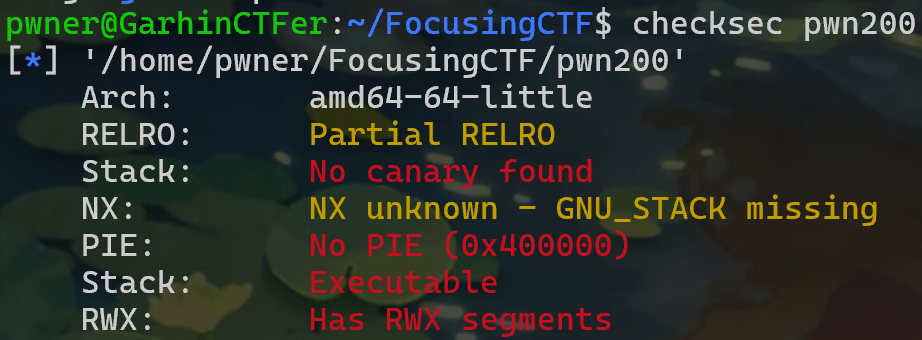 pwner@GarhinCTFer:~/FocusingCTF$ checksec pwn200
[*] '/home/pwner/FocusingCTF/pwn200'
Arch: amd64-64-little
RELRO: Partial RELRO
Stack: No canary found
NX: NX unknown - GNU_STACK missing
PIE: No PIE (0x400000)
Stack: Executable
RWX: Has RWX segments